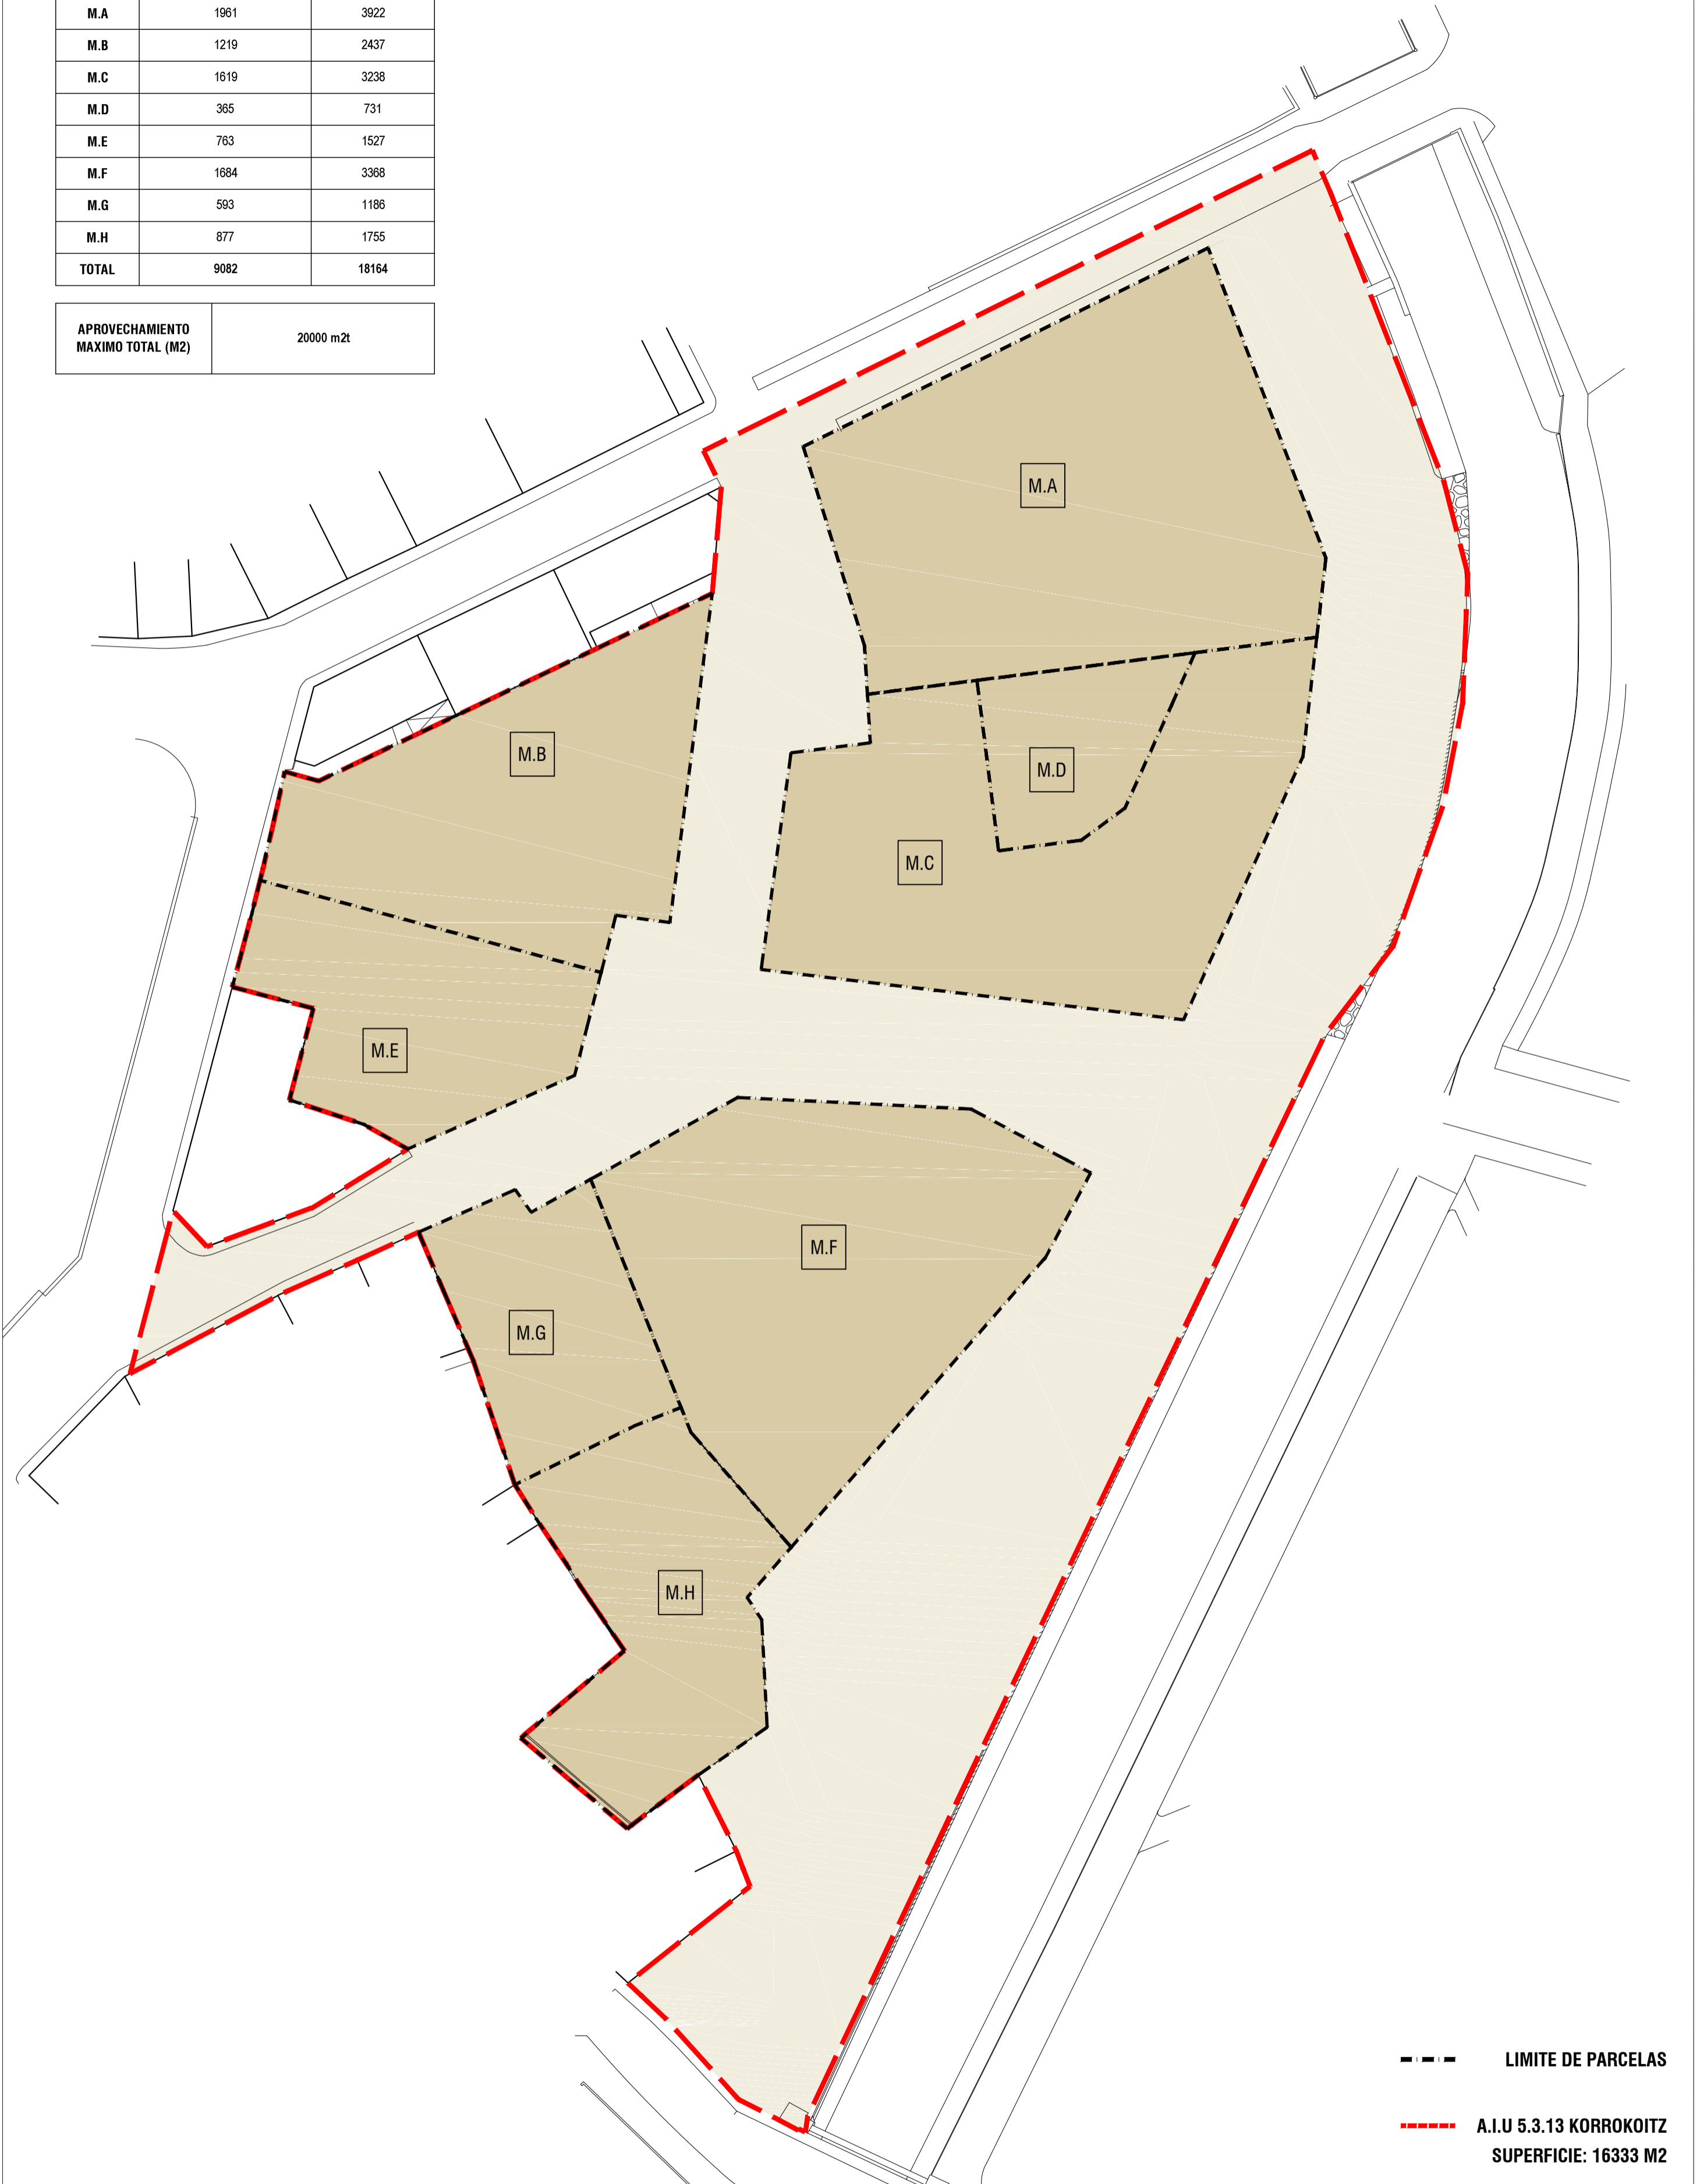 M.A 1961 3922
M.B 1219 2437
M.C 1619 3238
M.D 365 731
M.E 763 1527
M.F 1684 3368
M.G 593 1186
M.H 877 1755
TOTAL 9082 18164
APROVECHAMIENTO
MAXIMO TOTAL (M2)
20000 m2t
M.A
M.B
M.D
M.C
M.E
M.F
M.G
M.H
LIMITE DE PARCELAS
A.I.U 5.3.13 KORROKOITZ
SUPERFICIE: 16333 M2